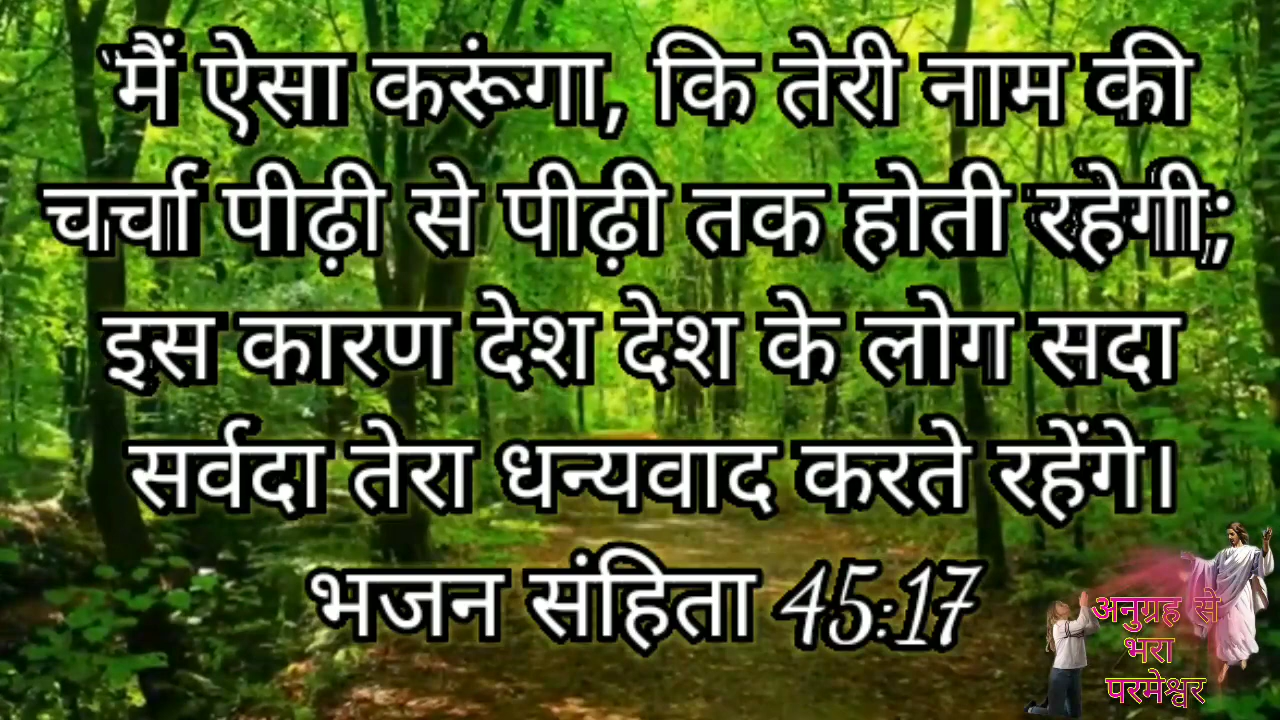 "मैं ऐसा करूंगा, कि तेरी नाम की
चर्चा पीढ़ी से पीढ़ी तक होती रहेगी;
इस कारण देश देश के लोग सदा
सर्वदा तेरा धन्यवाद करते रहेंगे।
भजन संहिता 45:17
अनुग्रह से
भरा
परमेश्वर